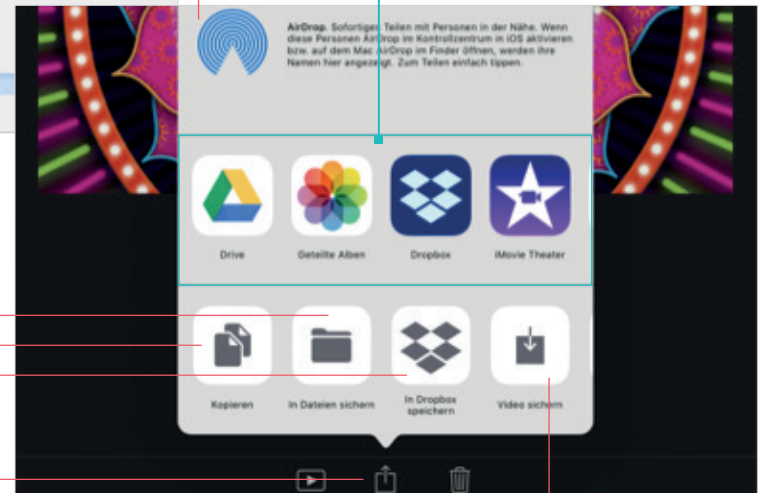 AirDrop. Sofortiges Teilen mit Personen in der Nähe. Wenn
diese Personen AirDrop im Kontrollzentrum in iOS aktivieren
bzw. auf dem Mac AirDrop im Finder öffnen, werden ihre
Namen hier angezeigt. Zum Teilen einfach tippen.
Drive
Geteilte Alben
Dropbox
iMovie Theater
Kopieren
In Dateien sichern
In Dropbox
speichern
Video sichern